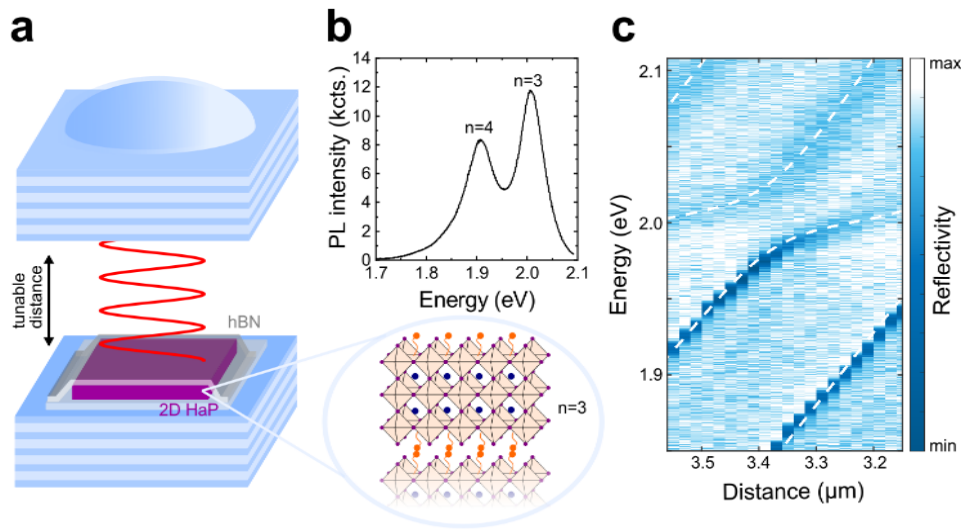 a
tunable
distance
hBN
2D HaP
b
PL intensity (kcts.)
14
12
10
8
6
4
2
0
n=4
n=3
1.7
1.8
1.9
2.0
2.1
Energy (eV)
n=3
c
2.1
2.0
1.9
Energy (eV)
3.5
3.4
3.3
3.2
Distance (μm)
max
Reflectivity
min